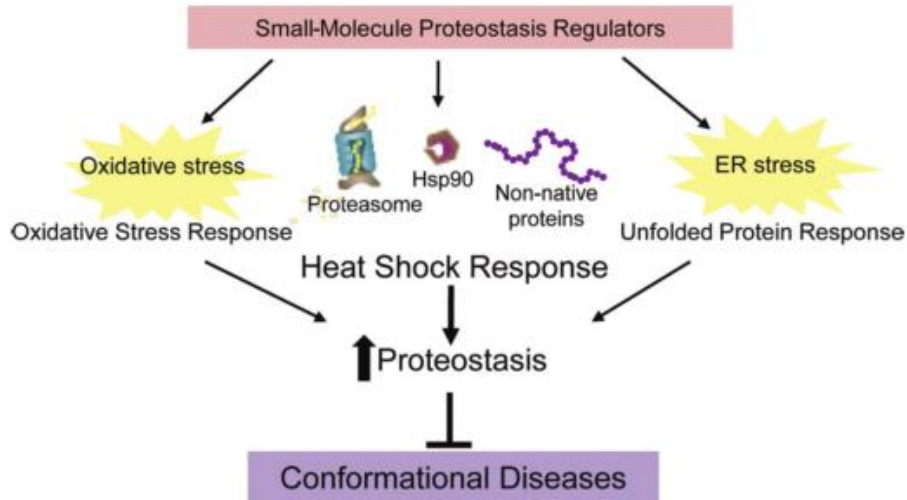 Small-Molecule Proteostasis Regulators
Oxidative stress
Proteasome
Hsp90
Non-native
proteins
ER stress
Oxidative Stress Response
Heat Shock Response
Unfolded Protein Response
Proteostasis
Conformational Diseases